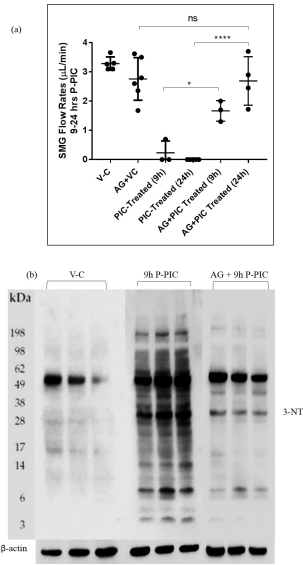 (a)
ns
****
*
SMG Flow Rates (μL/min)
9-24 hrs P-PIC
4
3
2
1
0
V-C
AG+VC
PIC-Treated (9h)
PIC-Treated (24h)
AG+PIC Treated (9h)
AG+PIC Treated (24h)
(b) V-C 9h P-PIC AG + 9h P-PIC
kDa
198
98
62
49
38
28
17
14
6
3
3-NT
β-actin